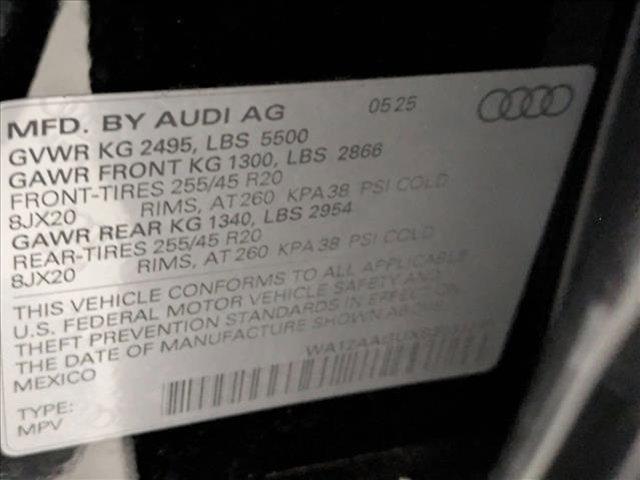 MFD. BY AUDI AG 05 25
GVWR KG 2495, LBS 5500
GAWR FRONT KG 1300, LBS 2866
FRONT-TIRES 255/45 R20
8JX20 RIMS, AT 260 KPA 38 PSI COLD
GAWR REAR KG 1340, LBS 2954
REAR-TIRES 255/45 R20
8JX20 RIMS, AT 260 KPA 38 PSI COLD
THIS VEHICLE CONFORMS TO ALL APPLICABLE
U.S. FEDERAL MOTOR VEHICLE SAFETY AND
THEFT PREVENTION STANDARDS IN EFFECT ON
THE DATE OF MANUFACTURE SHOWN ABOVE.
MEXICO
TYPE:
MPV